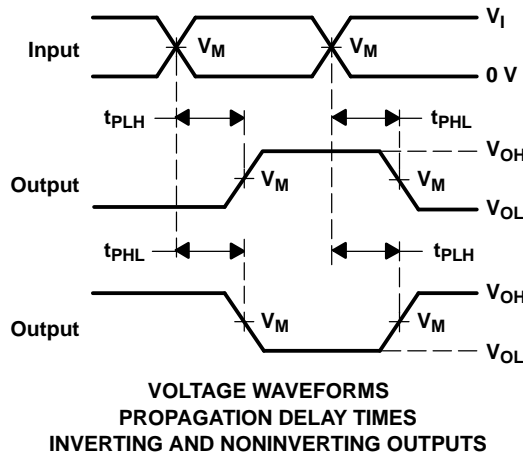 V_I
Input V_M V_M
0 V
t_PLH t_PHL
V_OH
Output V_M V_M
V_OL
t_PHL t_PLH
V_OH
Output V_M V_M
V_OL
VOLTAGE WAVEFORMS
PROPAGATION DELAY TIMES
INVERTING AND NONINVERTING OUTPUTS